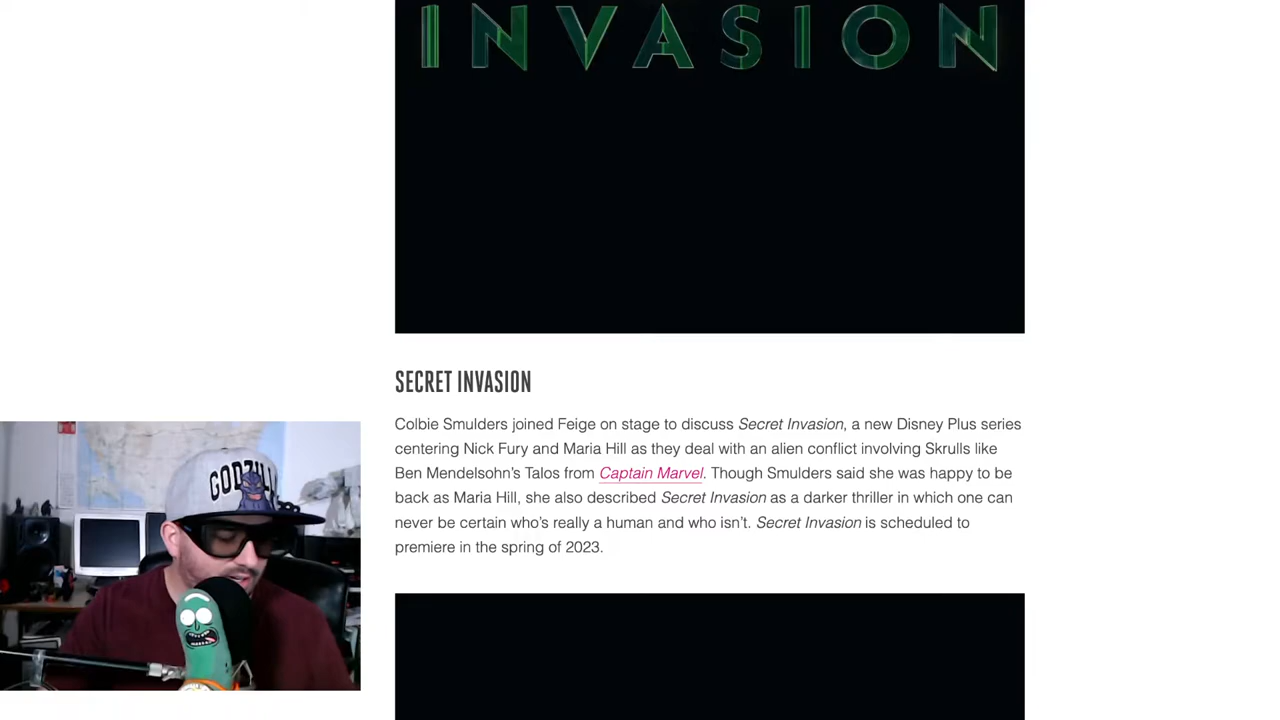 INVASION
SECRET INVASION
Colbie Smulders joined Feige on stage to discuss Secret Invasion, a new Disney Plus series
centering Nick Fury and Maria Hill as they deal with an alien conflict involving Skrulls like
Ben Mendelsohn's Talos from Captain Marvel. Though Smulders said she was happy to be
back as Maria Hill, she also described Secret Invasion as a darker thriller in which one can
never be certain who's really a human and who isn't. Secret Invasion is scheduled to
premiere in the spring of 2023.
GODZILLA